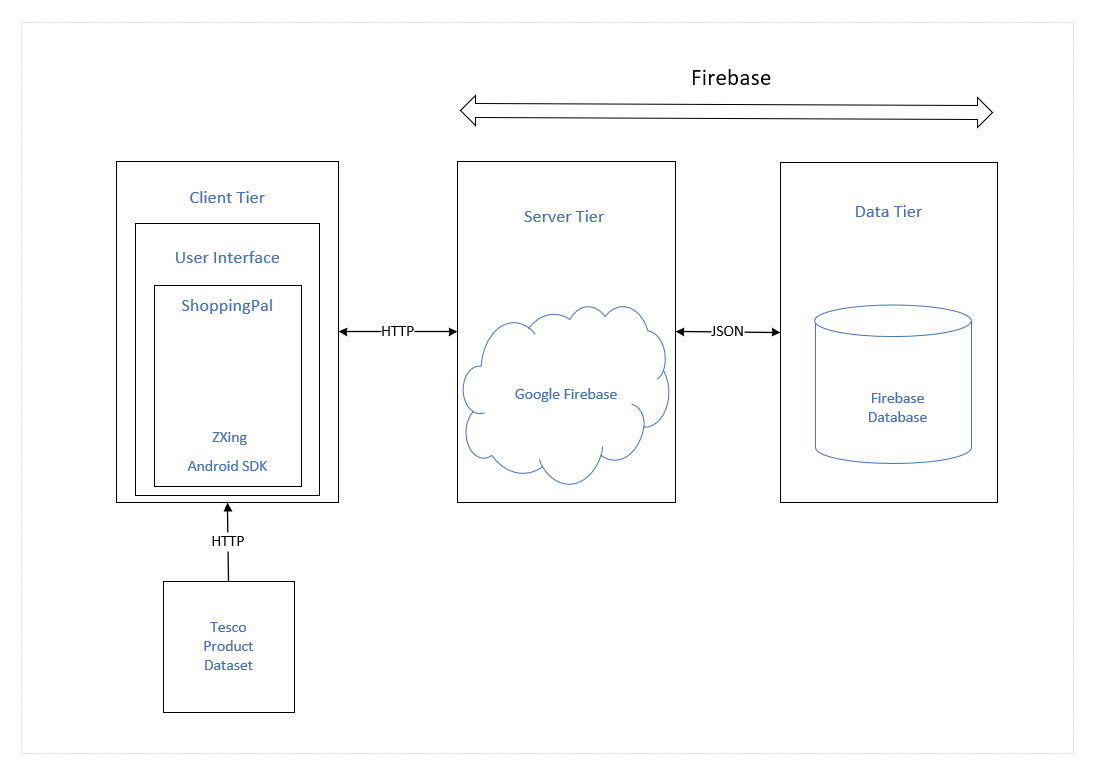 Firebase
Client Tier
User Interface
ShoppingPal
ZXing
Android SDK
HTTP
Server Tier
Google Firebase
JSON
Data Tier
Firebase
Database
HTTP
Tesco
Product
Dataset